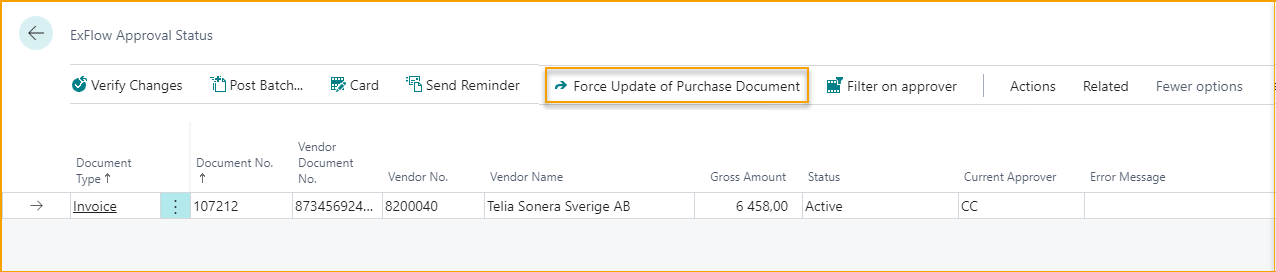 ExFlow Approval Status
Verify Changes Post Batch... Card Send Reminder Force Update of Purchase Document Filter on approver Actions Related Fewer options
Document Type ↑ Document No. ↑ Vendor Document No. Vendor No. Vendor Name Gross Amount Status Current Approver Error Message
Invoice 107212 873456924... 8200040 Telia Sonera Sverige AB 6 458,00 Active CC